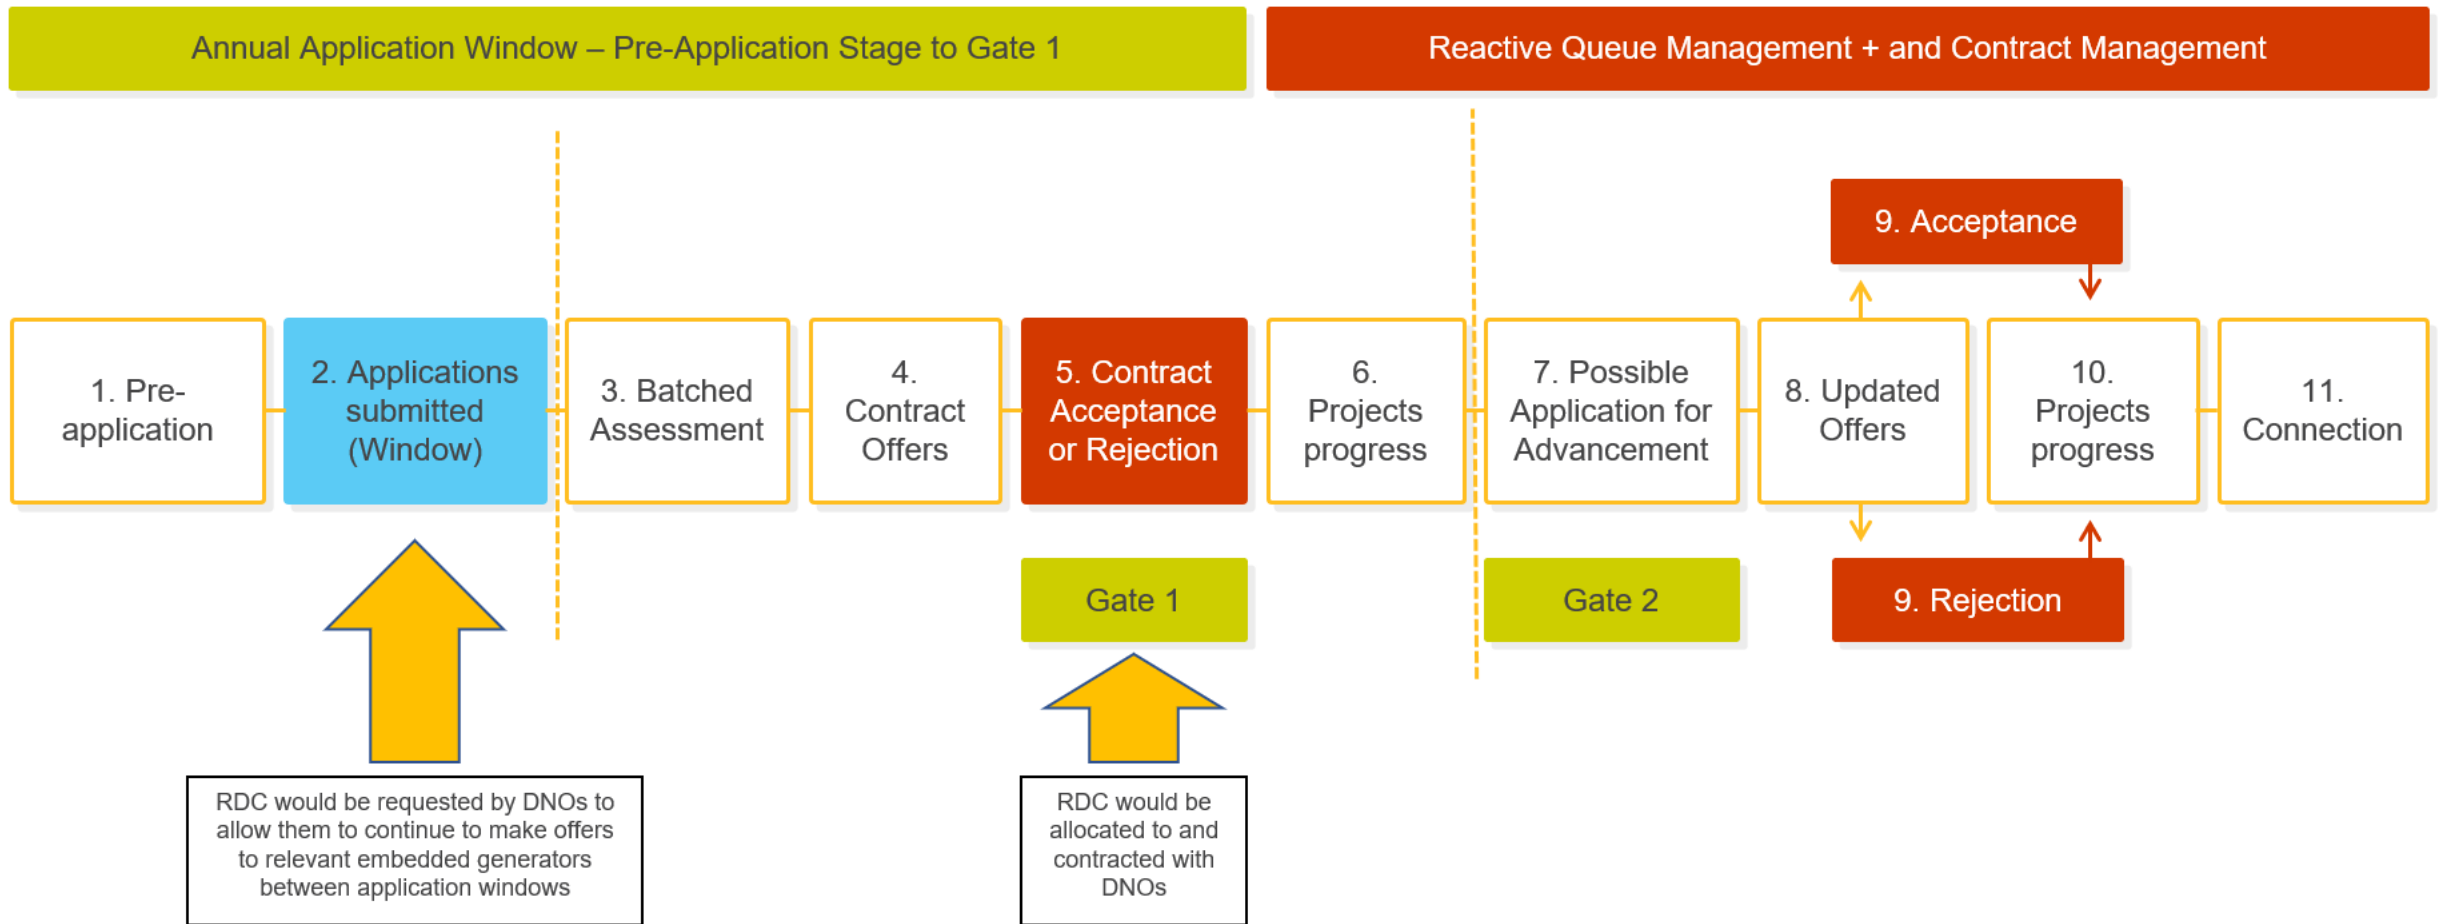 Annual Application Window – Pre-Application Stage to Gate 1
Reactive Queue Management + and Contract Management
9. Acceptance
1. Pre-
application
2. Applications
submitted
(Window)
3. Batched
Assessment
4.
Contract
Offers
5. Contract
Acceptance
or Rejection
6.
Projects
progress
7. Possible
Application for
Advancement
8. Updated
Offers
10.
Projects
progress
11.
Connection
Gate 1
Gate 2
9. Rejection
RDC would be requested by DNOs to
allow them to continue to make offers
to relevant embedded generators
between application windows
RDC would be
allocated to and
contracted with
DNOs